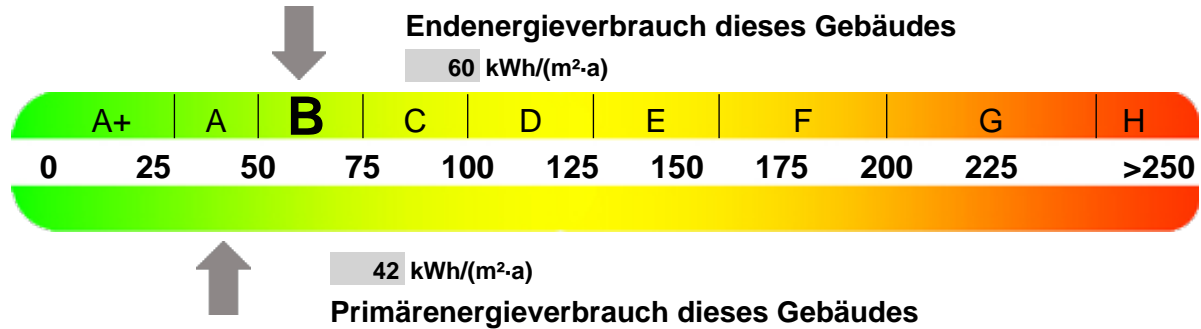 Endenergieverbrauch dieses Gebäudes
60 kWh/(m²·a)
A+ A B C D E F G H
0 25 50 75 100 125 150 175 200 225 >250
42 kWh/(m²·a)
Primärenergieverbrauch dieses Gebäudes